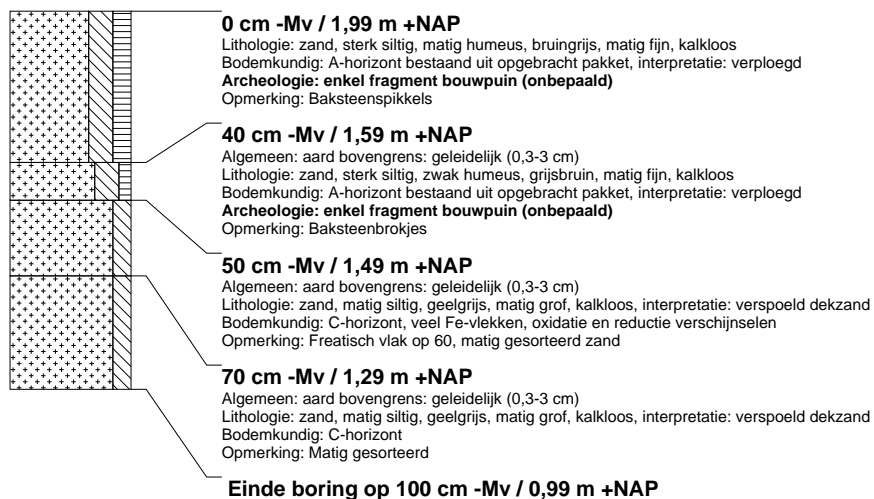 0 cm -Mv / 1,99 m +NAP
Lithologie: zand, sterk siltig, matig humeus, bruingrijs, matig fijn, kalkloos
Bodemkundig: A-horizont bestaand uit opgebracht pakket, interpretatie: verploegd
Archeologie: enkel fragment bouwpuin (onbepaald)
Opmerking: Baksteenspikkels
40 cm -Mv / 1,59 m +NAP
Algemeen: aard bovengrens: geleidelijk (0,3-3 cm)
Lithologie: zand, sterk siltig, zwak humeus, grijsbruin, matig fijn, kalkloos
Bodemkundig: A-horizont bestaand uit opgebracht pakket, interpretatie: verploegd
Archeologie: enkel fragment bouwpuin (onbepaald)
Opmerking: Baksteenbrokjes
50 cm -Mv / 1,49 m +NAP
Algemeen: aard bovengrens: geleidelijk (0,3-3 cm)
Lithologie: zand, matig siltig, geelgrijs, matig grof, kalkloos, interpretatie: verspoeld dekzand
Bodemkundig: C-horizont, veel Fe-vlekken, oxidatie en reductie verschijnselen
Opmerking: Freatisch vlak op 60, matig gesorteerd zand
70 cm -Mv / 1,29 m +NAP
Algemeen: aard bovengrens: geleidelijk (0,3-3 cm)
Lithologie: zand, matig siltig, geelgrijs, matig grof, kalkloos, interpretatie: verspoeld dekzand
Bodemkundig: C-horizont
Opmerking: Matig gesorteerd
Einde boring op 100 cm -Mv / 0,99 m +NAP